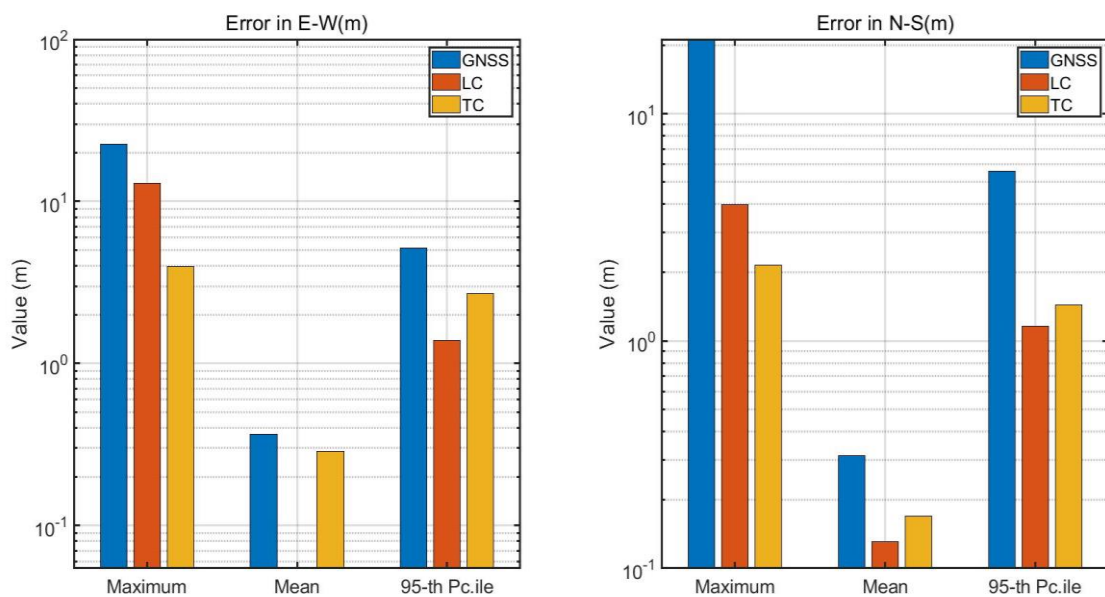 Error in E-W(m)
10^2
10^1
10^0
10^-1
Value (m)
GNSS
LC
TC
Maximum
Mean
95-th Pc.ile
Error in N-S(m)
10^1
10^0
10^-1
Value (m)
GNSS
LC
TC
Maximum
Mean
95-th Pc.ile